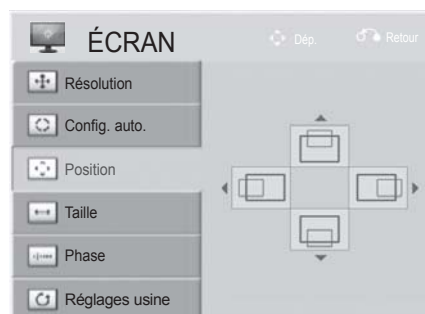 ÉCRAN
Dép.
Retour
Résolution
Config. auto.
Position
Taille
Phase
Réglages usine